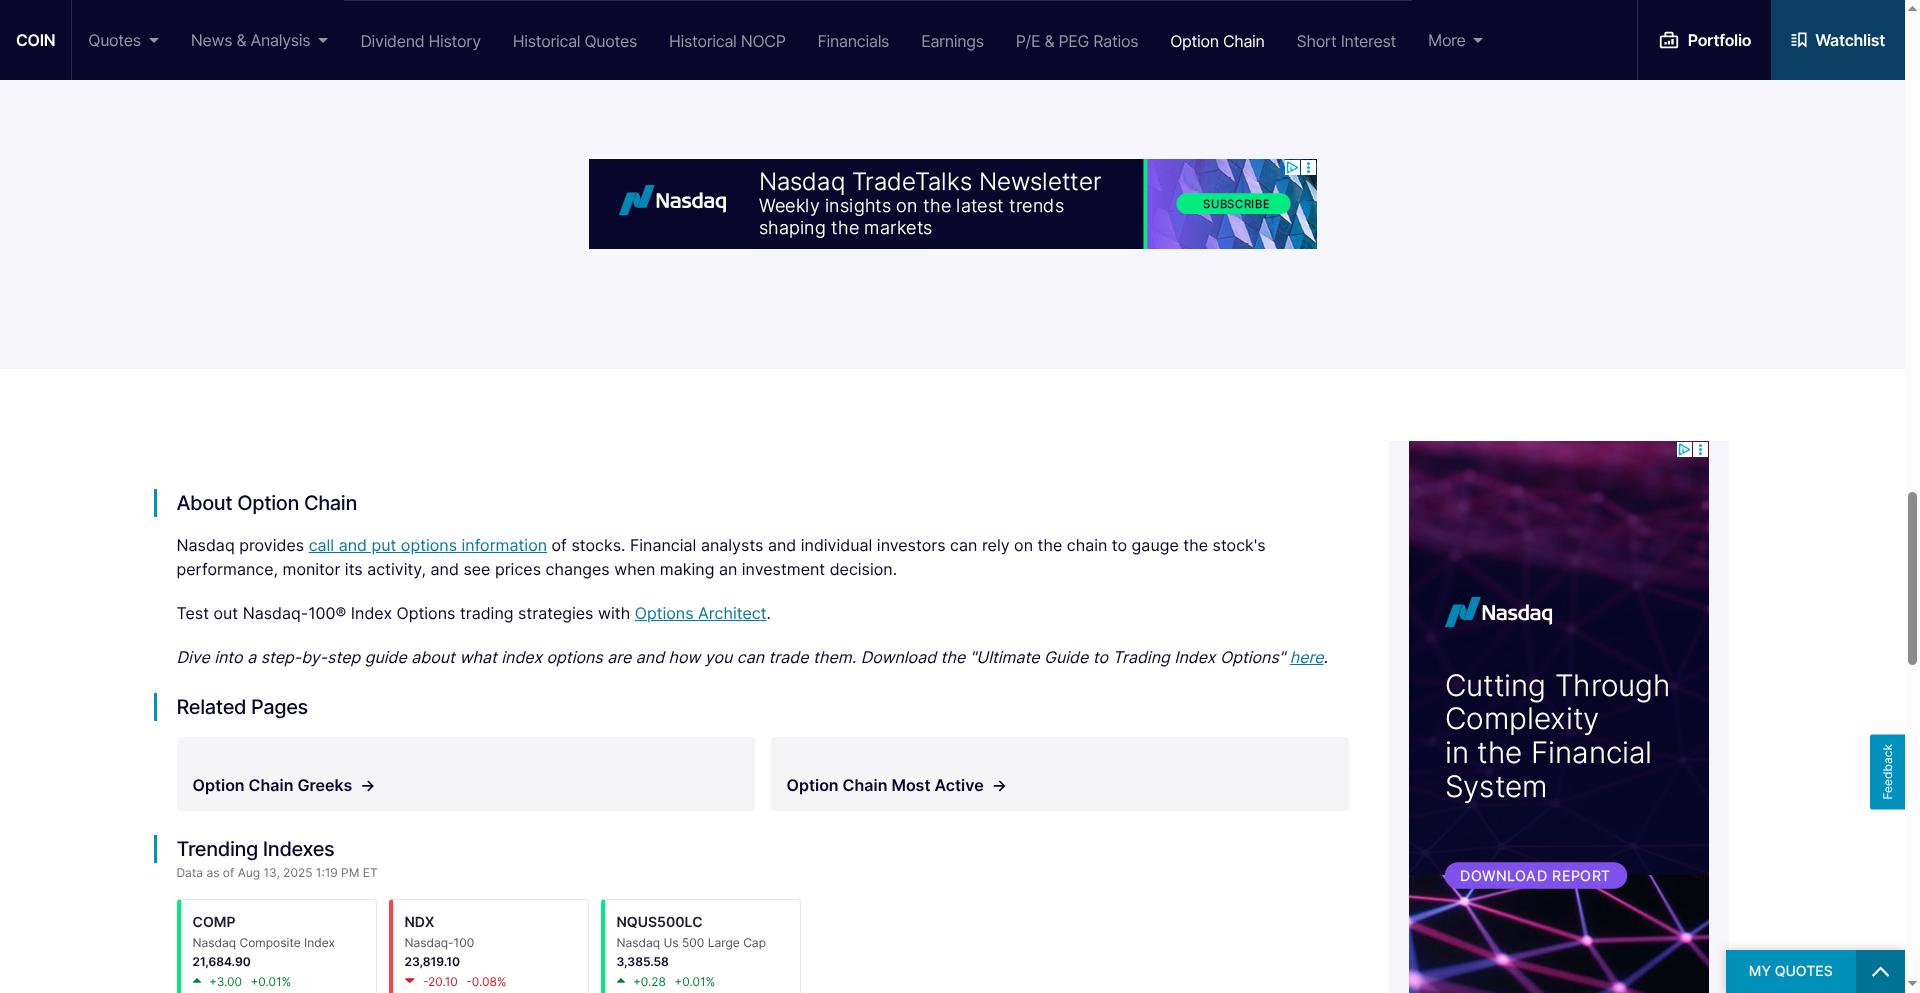 COIN
Quotes
News & Analysis
Dividend History
Historical Quotes
Historical NOCP
Financials
Earnings
P/E & PEG Ratios
Option Chain
Short Interest
More
Portfolio
Watchlist
Nasdaq
Nasdaq TradeTalks Newsletter
Weekly insights on the latest trends
shaping the markets
SUBSCRIBE
About Option Chain
Nasdaq provides call and put options information of stocks. Financial analysts and individual investors can rely on the chain to gauge the stock's
performance, monitor its activity, and see prices changes when making an investment decision.
Test out Nasdaq-100® Index Options trading strategies with Options Architect.
Dive into a step-by-step guide about what index options are and how you can trade them. Download the "Ultimate Guide to Trading Index Options" here.
Related Pages
Option Chain Greeks
Option Chain Most Active
Trending Indexes
Data as of Aug 13, 2025 1:19 PM ET
COMP
Nasdaq Composite Index
21,684.90
+3.00 +0.01%
NDX
Nasdaq-100
23,819.10
-20.10 -0.08%
NQUS500LC
Nasdaq Us 500 Large Cap
3,385.58
+0.28 +0.01%
Nasdaq
Cutting Through
Complexity
in the Financial
System
DOWNLOAD REPORT
Feedback
MY QUOTES